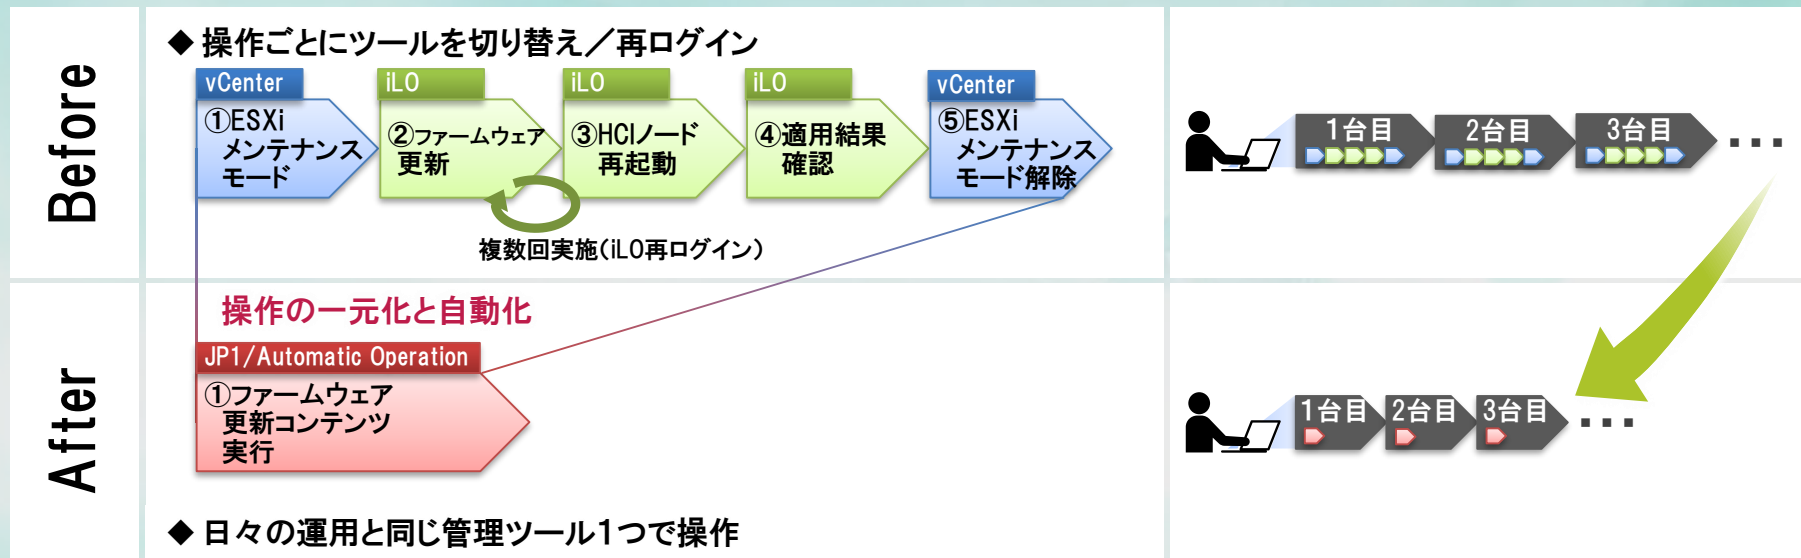 Before
◆ 操作ごとにツールを切り替え／再ログイン
vCenter
①ESXi
メンテナンス
モード
iLO
②ファームウェア
更新
iLO
③HCIノード
再起動
iLO
④適用結果
確認
vCenter
⑤ESXi
メンテナンス
モード解除
複数回実施(iLO再ログイン)
1台目
2台目
3台目
...
After
操作の一元化と自動化
JP1/Automatic Operation
①ファームウェア
更新コンテンツ
実行
◆ 日々の運用と同じ管理ツール1つで操作
1台目
2台目
3台目
...